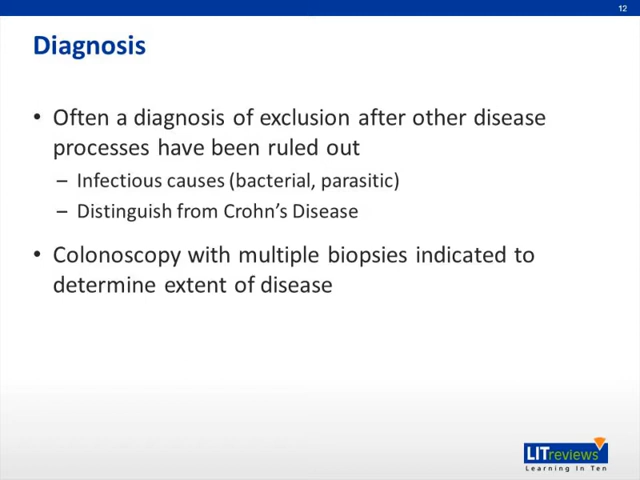 12
Diagnosis
• Often a diagnosis of exclusion after other disease
processes have been ruled out
– Infectious causes (bacterial, parasitic)
– Distinguish from Crohn's Disease
• Colonoscopy with multiple biopsies indicated to
determine extent of disease
LITreviews
Learning In Ten